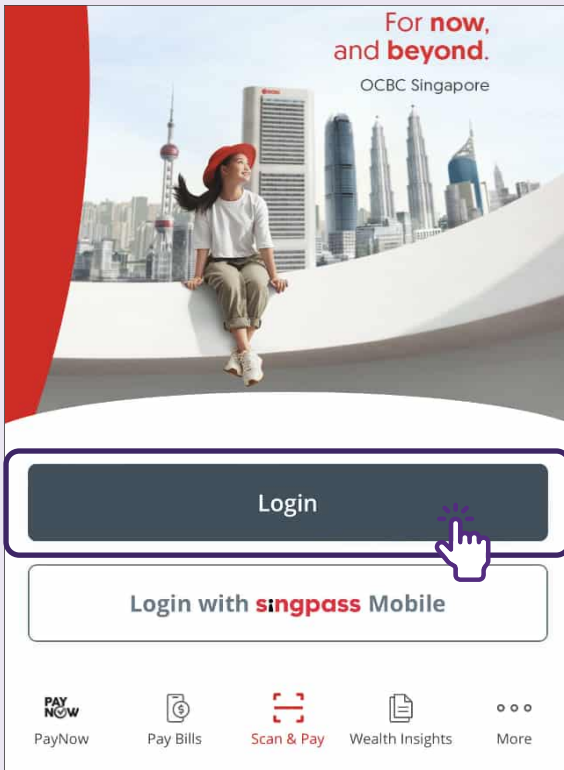 For now,
and beyond.
OCBC Singapore
Login
Login with singpass Mobile
PAY
NOW
PayNow
Pay Bills
Scan & Pay
Wealth Insights
More